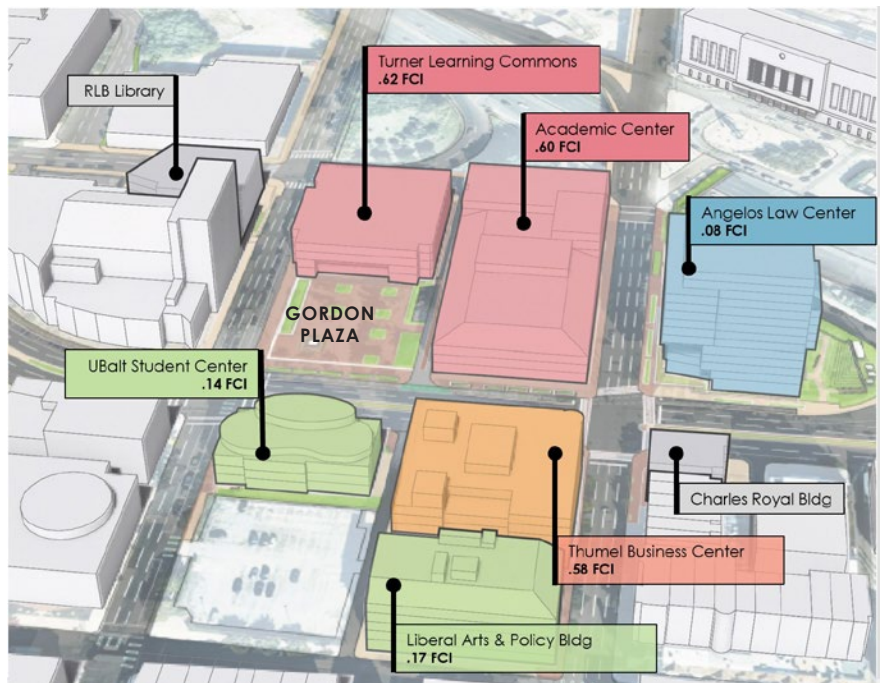 Turner Learning Commons
.62 FCI
RLB Library
Academic Center
.60 FCI
Angelos Law Center
.08 FCI
GORDON
PLAZA
UBalt Student Center
.14 FCI
Charles Royal Bldg
Thumel Business Center
.58 FCI
Liberal Arts & Policy Bldg
.17 FCI